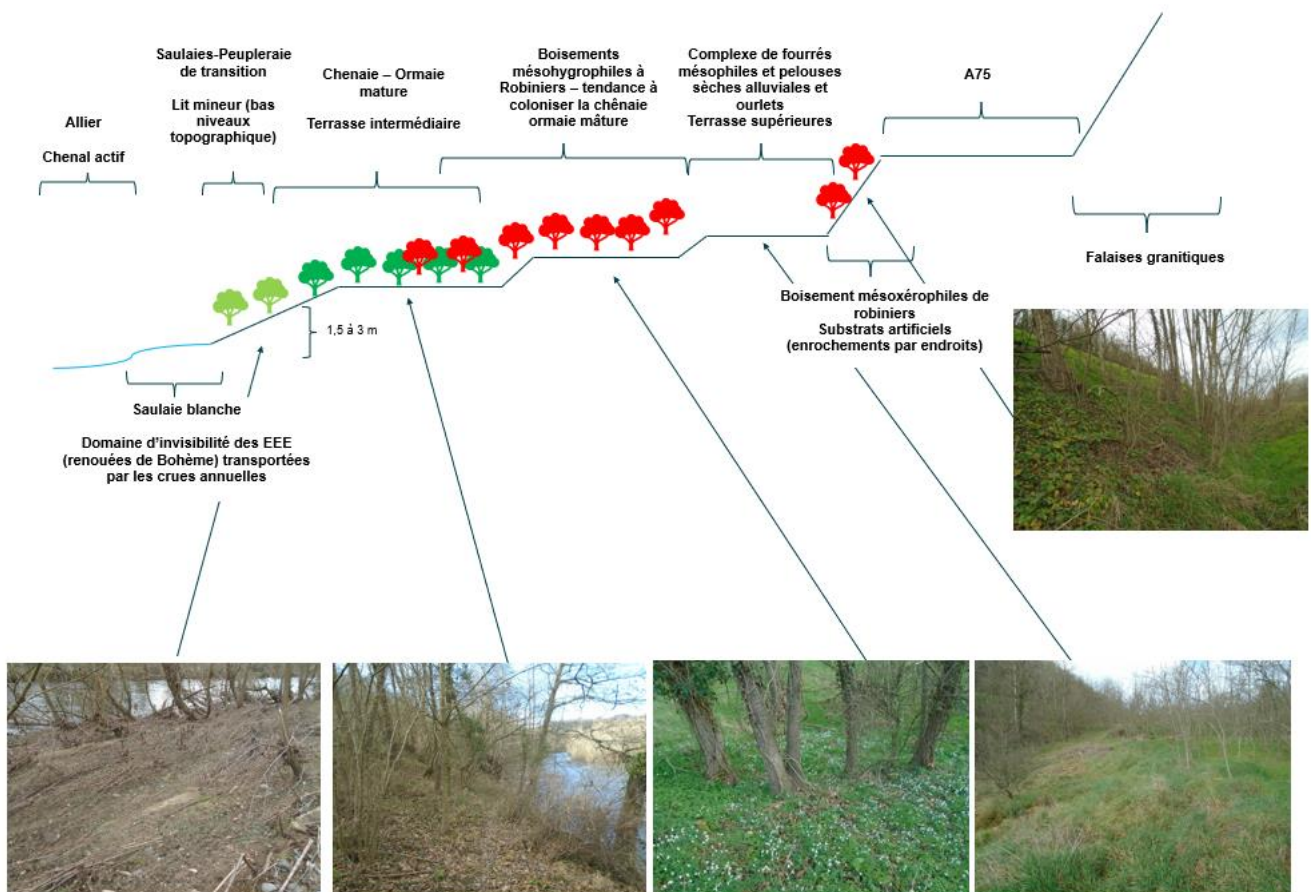 Allier
Chenal actif
Saulaies-Peupleraie
de transition
Lit mineur (bas
niveaux
topographique)
Chenaie – Ormaie
mature
Terrasse intermédiaire
Boisements
mésohygrophiles à
Robiniers – tendance à
coloniser la chênaie
ormaie mâture
Complexe de fourrés
mésophiles et pelouses
sèches alluviales et
ourlets
Terrasse supérieures
A75
Falaises granitiques
1,5 à 3 m
Boisement mésoxérophiles de
robiniers
Substrats artificiels
(enrochements par endroits)
Saulaie blanche
Domaine d’invisibilité des EEE
(renouées de Bohème) transportées
par les crues annuelles